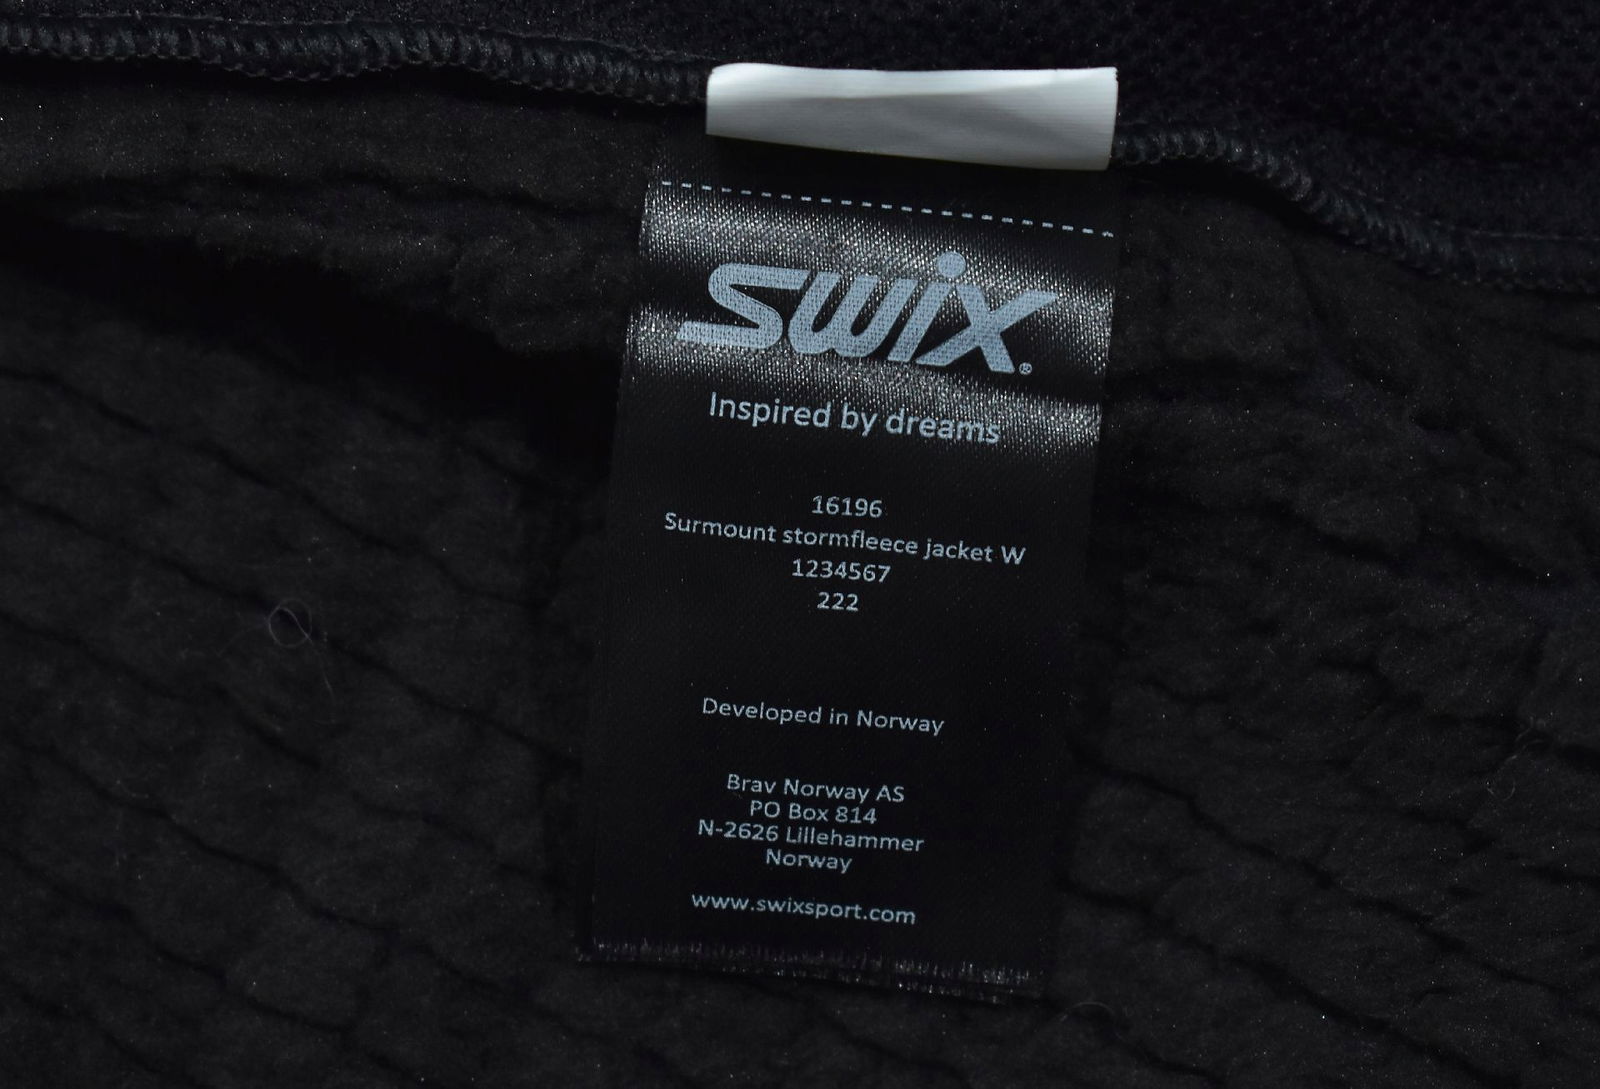 swix®
Inspired by dreams
16196
Surmount stormfleece jacket W
1234567
222
Developed in Norway
Brav Norway AS
PO Box 814
N-2626 Lillehammer
Norway
www.swixsport.com